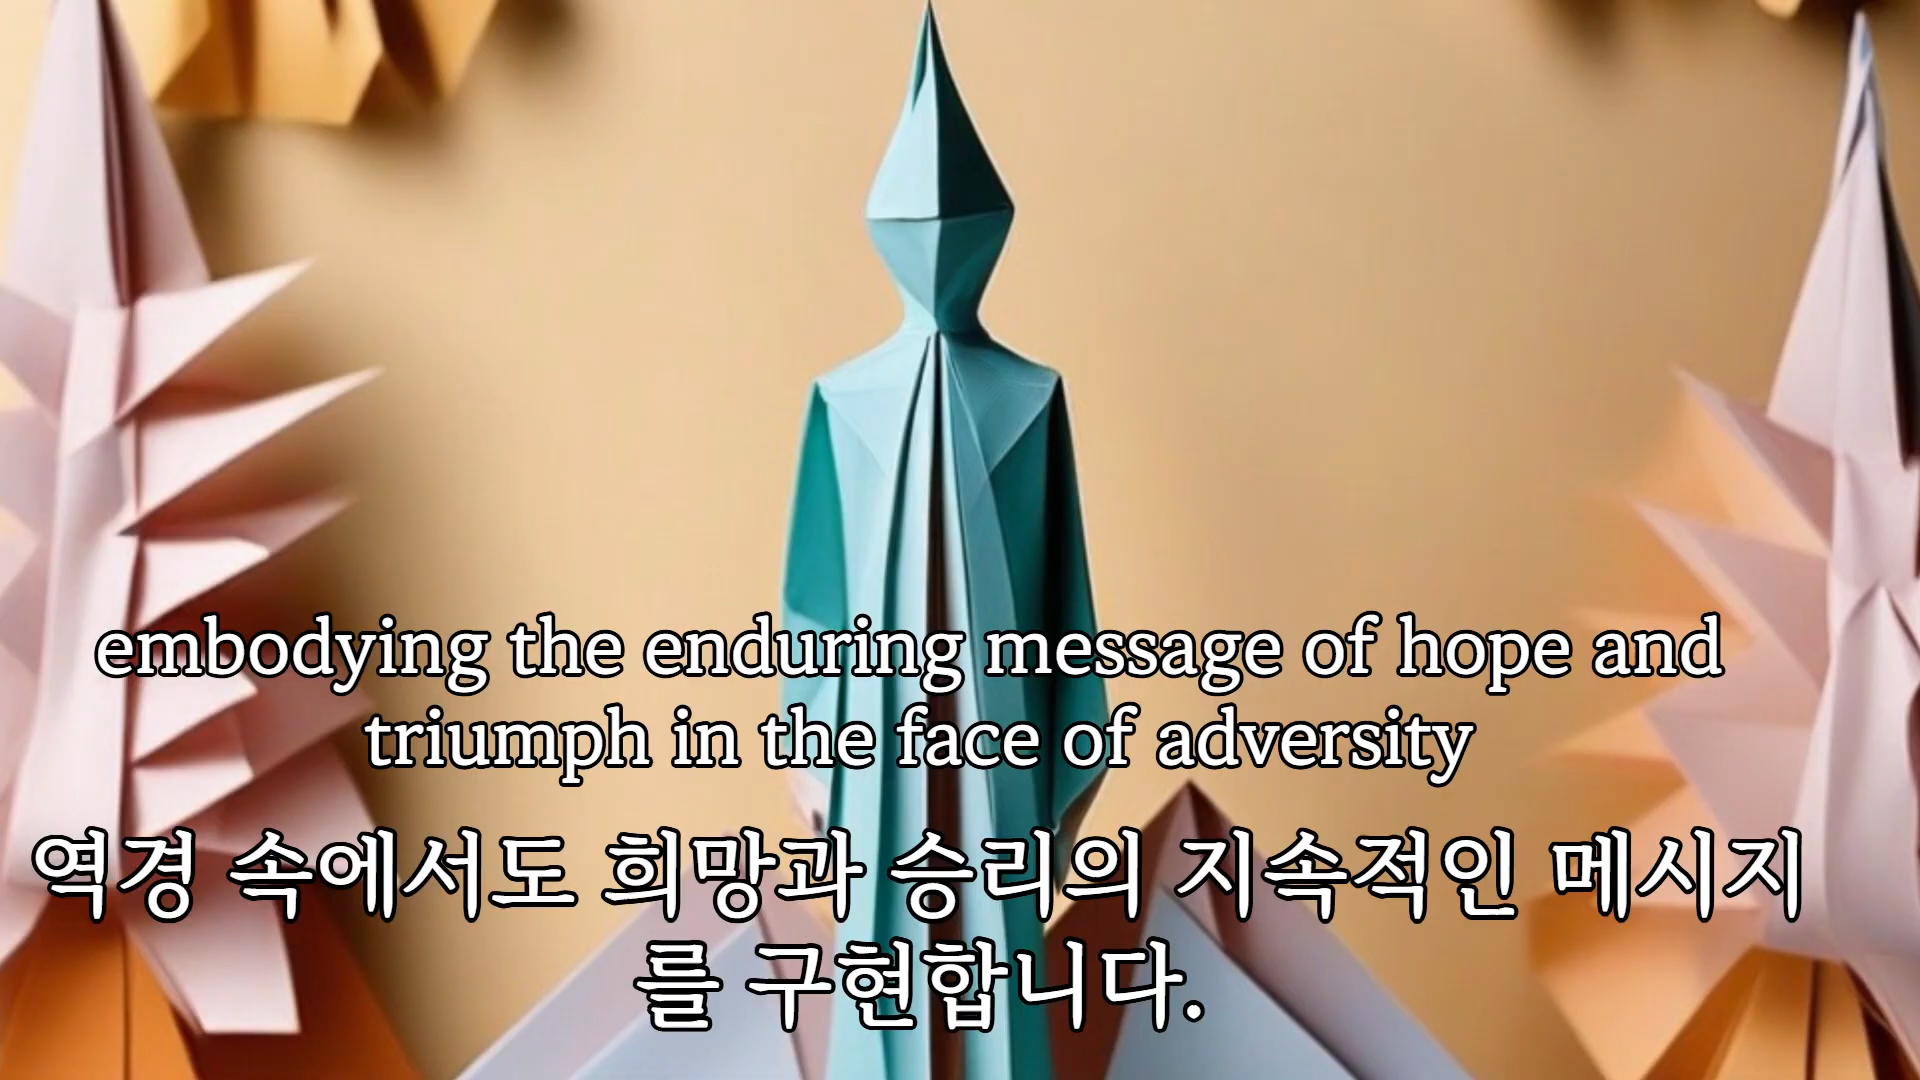 embodying the enduring message of hope and
triumph in the face of adversity
역경 속에서도 희망과 승리의 지속적인 메시지
를 구현합니다.